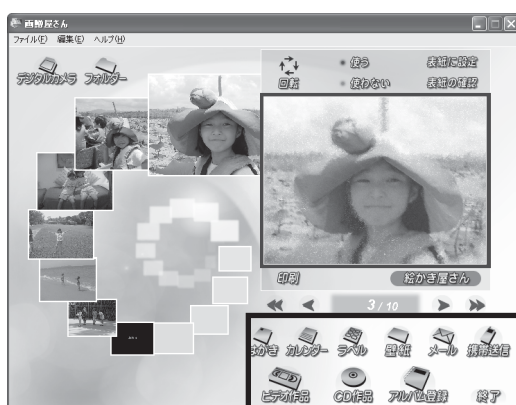 画像屋さん
ファイル(F) 編集(E) ヘルプ(H)
デジタルカメラ フォルダー
回転
使う
使わない
表紙に設定
表紙の確認
印刷
絵かき屋さん
3 / 10
はがき カレンダー ラベル 壁紙 メール 携帯送信
ビデオ作品 CD作品 アルバム登録 終了